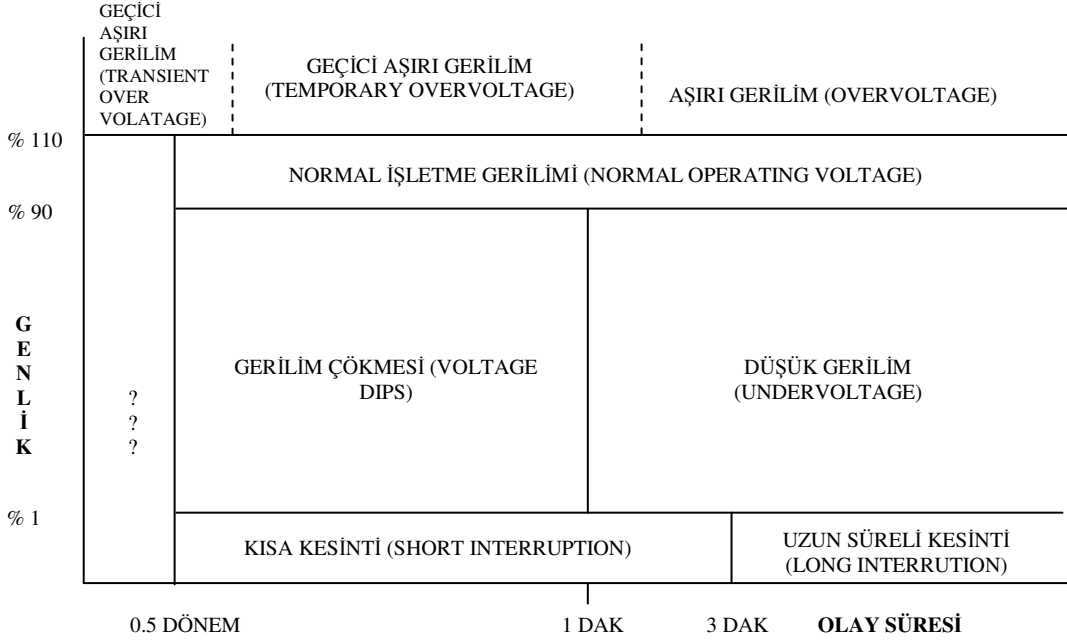 GEÇİCİ
AŞIRI
GERİLİM
(TRANSIENT
OVER
VOLATAGE)
GEÇİCİ AŞIRI GERİLİM
(TEMPORARY OVERVOLTAGE)
AŞIRI GERİLİM (OVERVOLTAGE)
% 110
NORMAL İŞLETME GERİLİMİ (NORMAL OPERATING VOLTAGE)
% 90
G
E
N
L
İ
K
?
?
?
GERİLİM ÇÖKMESİ (VOLTAGE
DIPS)
DÜŞÜK GERİLİM
(UNDERVOLTAGE)
% 1
KISA KESİNTİ (SHORT INTERRUPTION)
UZUN SÜRELİ KESİNTİ
(LONG INTERRUTION)
0.5 DÖNEM
1 DAK
3 DAK
OLAY SÜRESİ